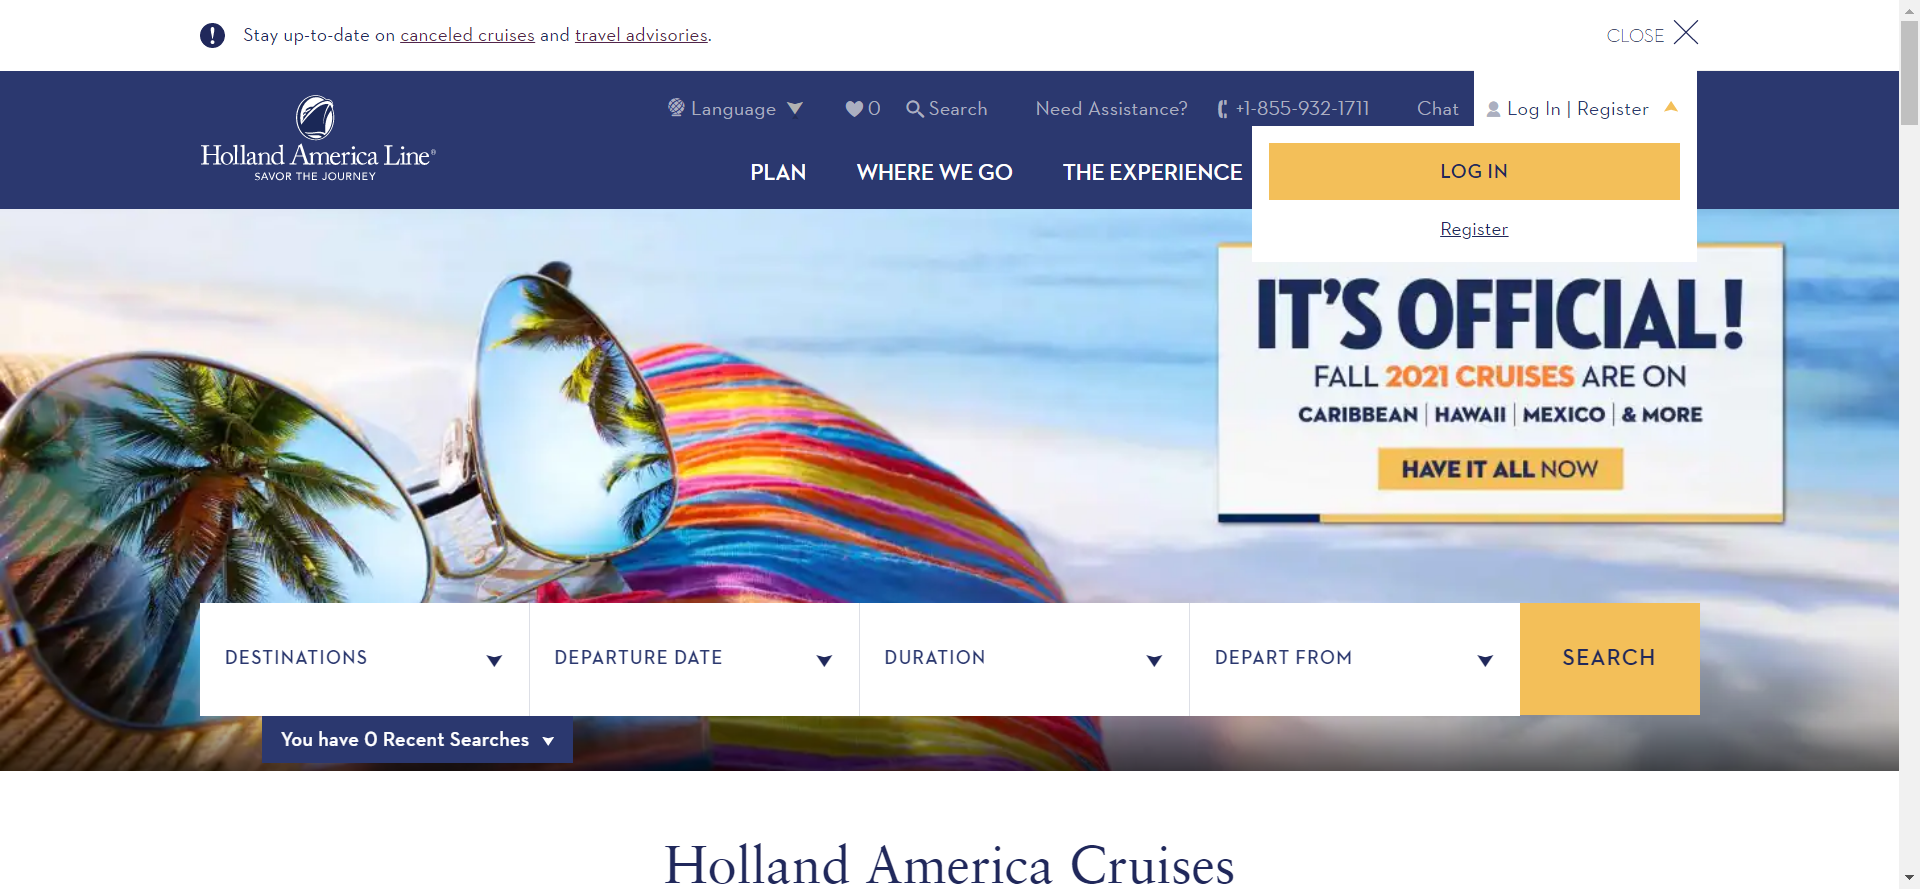 Stay up-to-date on canceled cruises and travel advisories.
CLOSE
Holland America Line®
SAVOR THE JOURNEY
Language
0
Search
Need Assistance?
+1-855-932-1711
Chat
Log In | Register
PLAN
WHERE WE GO
THE EXPERIENCE
LOG IN
Register
IT'S OFFICIAL!
FALL 2021 CRUISES ARE ON
CARIBBEAN | HAWAII | MEXICO | & MORE
HAVE IT ALL NOW
DESTINATIONS
DEPARTURE DATE
DURATION
DEPART FROM
SEARCH
You have 0 Recent Searches
Holland America Cruises